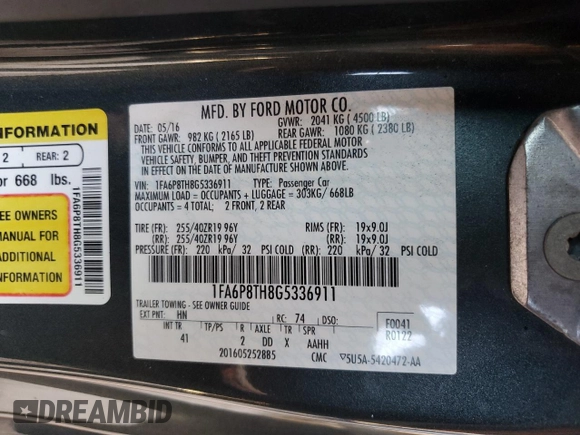 INFORMATION
2 REAR: 2
or 668 lbs.
SEE OWNERS
MANUAL FOR
ADDITIONAL
INFORMATION
1FA6P8TH8G5336911
MFD. BY FORD MOTOR CO.
DATE: 05/16 GVWR: 2041 KG ( 4500 LB)
FRONT GAWR: 982 KG ( 2165 LB) REAR GAWR: 1080 KG ( 2380 LB)
THIS VEHICLE CONFORMS TO ALL APPLICABLE FEDERAL MOTOR
VEHICLE SAFETY, BUMPER, AND THEFT PREVENTION STANDARDS IN
EFFECT ON THE DATE OF MANUFACTURE SHOWN ABOVE.
VIN: 1FA6P8TH8G5336911 TYPE: Passenger Car
MAXIMUM LOAD = OCCUPANTS + LUGGAGE = 303KG/ 668LB
OCCUPANTS = 4 TOTAL; 2 FRONT, 2 REAR
TIRE (FR): 255/40ZR19 96Y RIMS (FR): 19x9.0J
TIRE(RR): 255/40ZR19 96Y RIMS(RR): 19x9.0J
PRESSURE (FR): 220 kPa/ 32 PSI COLD (RR): 220 kPa/ 32 PSI COLD
1FA6P8TH8G5336911
TRAILER TOWING - SEE OWNER GUIDE
EXT PNT: HN RC: 74 DSO: F0041
R0122
INT TR TP/PS R AXLE TR SPR
41 2 DD X AAHH
201605252885 CMC 5U5A-5420472-AA
DREAMBID